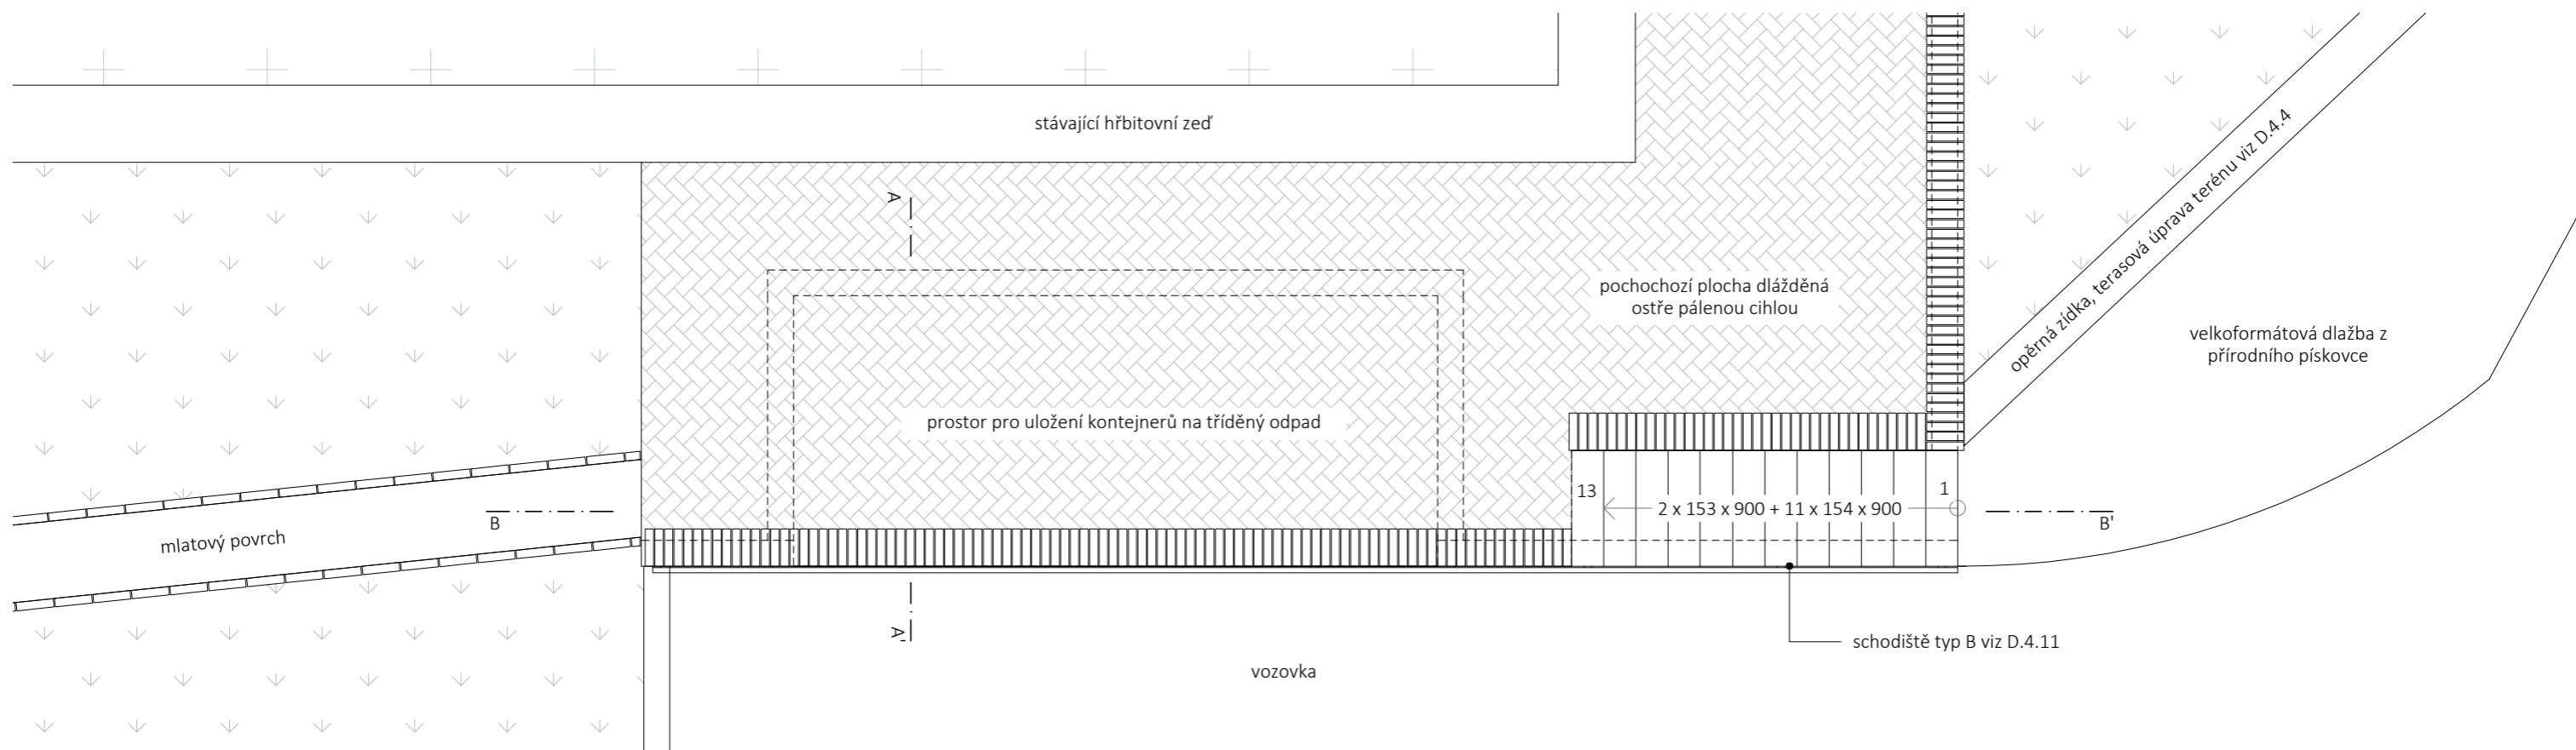 stávající hřbitovní zeď
A
opěrná zídka, terasová úprava terénu viz D.4.4
pochochozí plocha dlážděná
ostře pálenou cihlou
velkoformátová dlažba z
přírodního pískovce
prostor pro uložení kontejnerů na tříděný odpad
13
1
2 x 153 x 900 + 11 x 154 x 900
B
B'
mlatový povrch
A'
schodiště typ B viz D.4.11
vozovka